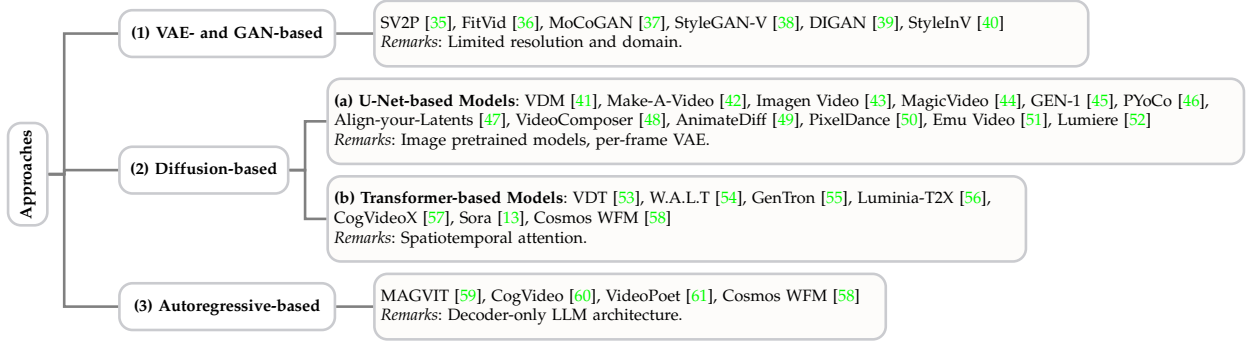 Approaches
(1) VAE- and GAN-based
SV2P [35], FitVid [36], MoCoGAN [37], StyleGAN-V [38], DIGAN [39], StyleInV [40]
Remarks: Limited resolution and domain.
(2) Diffusion-based
(a) U-Net-based Models: VDM [41], Make-A-Video [42], Imagen Video [43], MagicVideo [44], GEN-1 [45], PYoCo [46],
Align-your-Latents [47], VideoComposer [48], AnimateDiff [49], PixelDance [50], Emu Video [51], Lumiere [52]
Remarks: Image pretrained models, per-frame VAE.
(b) Transformer-based Models: VDT [53], W.A.L.T [54], GenTron [55], Luminia-T2X [56],
CogVideoX [57], Sora [13], Cosmos WFM [58]
Remarks: Spatiotemporal attention.
(3) Autoregressive-based
MAGVIT [59], CogVideo [60], VideoPoet [61], Cosmos WFM [58]
Remarks: Decoder-only LLM architecture.